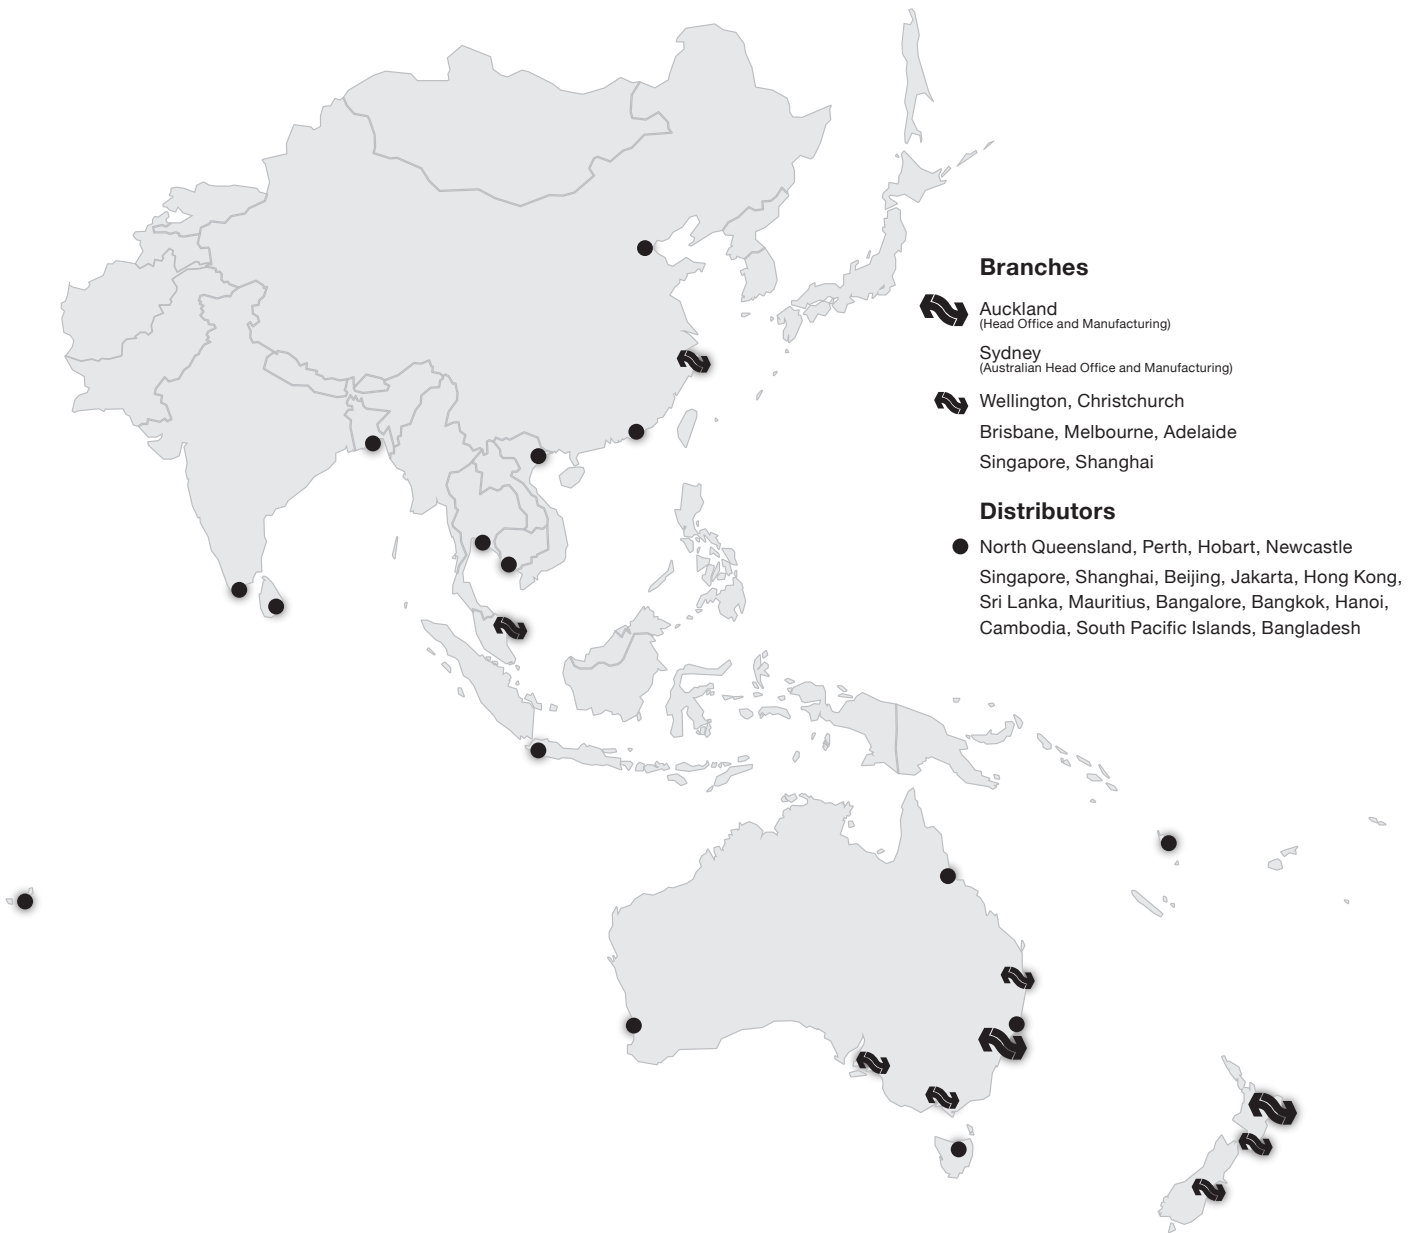 Branches
Auckland
(Head Office and Manufacturing)
Sydney
(Australian Head Office and Manufacturing)
Wellington, Christchurch
Brisbane, Melbourne, Adelaide
Singapore, Shanghai
Distributors
North Queensland, Perth, Hobart, Newcastle
Singapore, Shanghai, Beijing, Jakarta, Hong Kong,
Sri Lanka, Mauritius, Bangalore, Bangkok, Hanoi,
Cambodia, South Pacific Islands, Bangladesh